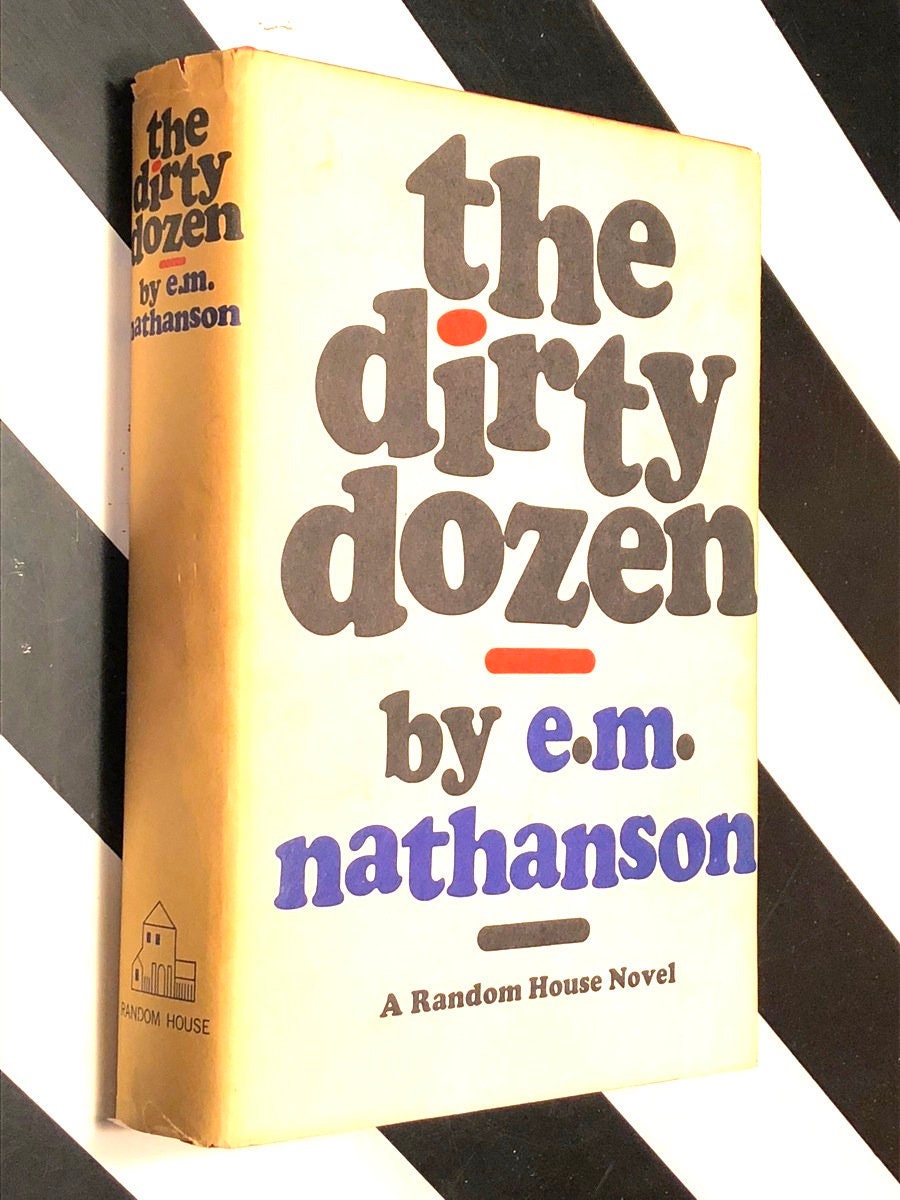 the
dirty
dozen
by e.m.
nathanson
RANDOM HOUSE
the
dirty
dozen
by e.m.
nathanson
A Random House Novel